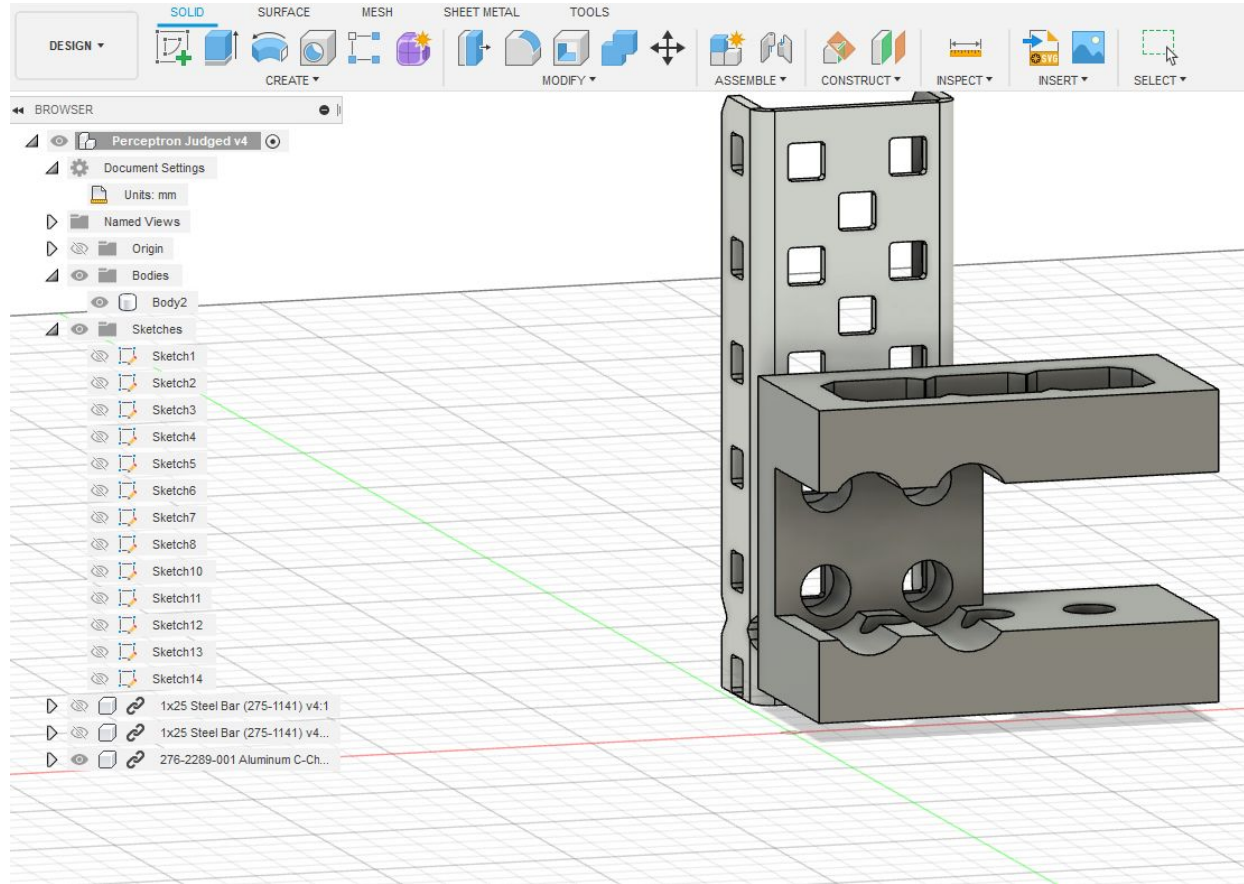 SOLID SURFACE MESH SHEET METAL TOOLS
DESIGN ▾
SVG
CREATE ▾ MODIFY ▾ ASSEMBLE ▾ CONSTRUCT ▾ INSPECT ▾ INSERT ▾ SELECT ▾
BROWSER
Perceptron Judged v4
Document Settings
Units: mm
Named Views
Origin
Bodies
Body2
Sketches
Sketch1
Sketch2
Sketch3
Sketch4
Sketch5
Sketch6
Sketch7
Sketch8
Sketch10
Sketch11
Sketch12
Sketch13
Sketch14
1x25 Steel Bar (275-1141) v4:1
1x25 Steel Bar (275-1141) v4...
276-2289-001 Aluminum C-Ch...